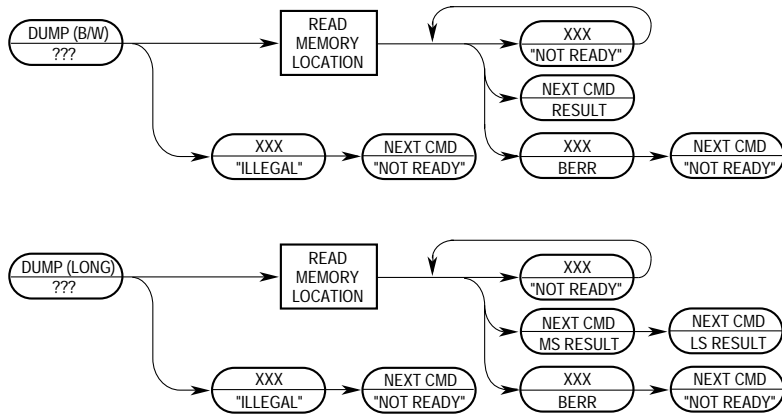 DUMP (B/W)
???
READ
MEMORY
LOCATION
XXX
"NOT READY"
NEXT CMD
RESULT
XXX
"ILLEGAL"
NEXT CMD
"NOT READY"
XXX
BERR
NEXT CMD
"NOT READY"
DUMP (LONG)
???
READ
MEMORY
LOCATION
XXX
"NOT READY"
NEXT CMD
MS RESULT
NEXT CMD
LS RESULT
XXX
"ILLEGAL"
NEXT CMD
"NOT READY"
XXX
BERR
NEXT CMD
"NOT READY"